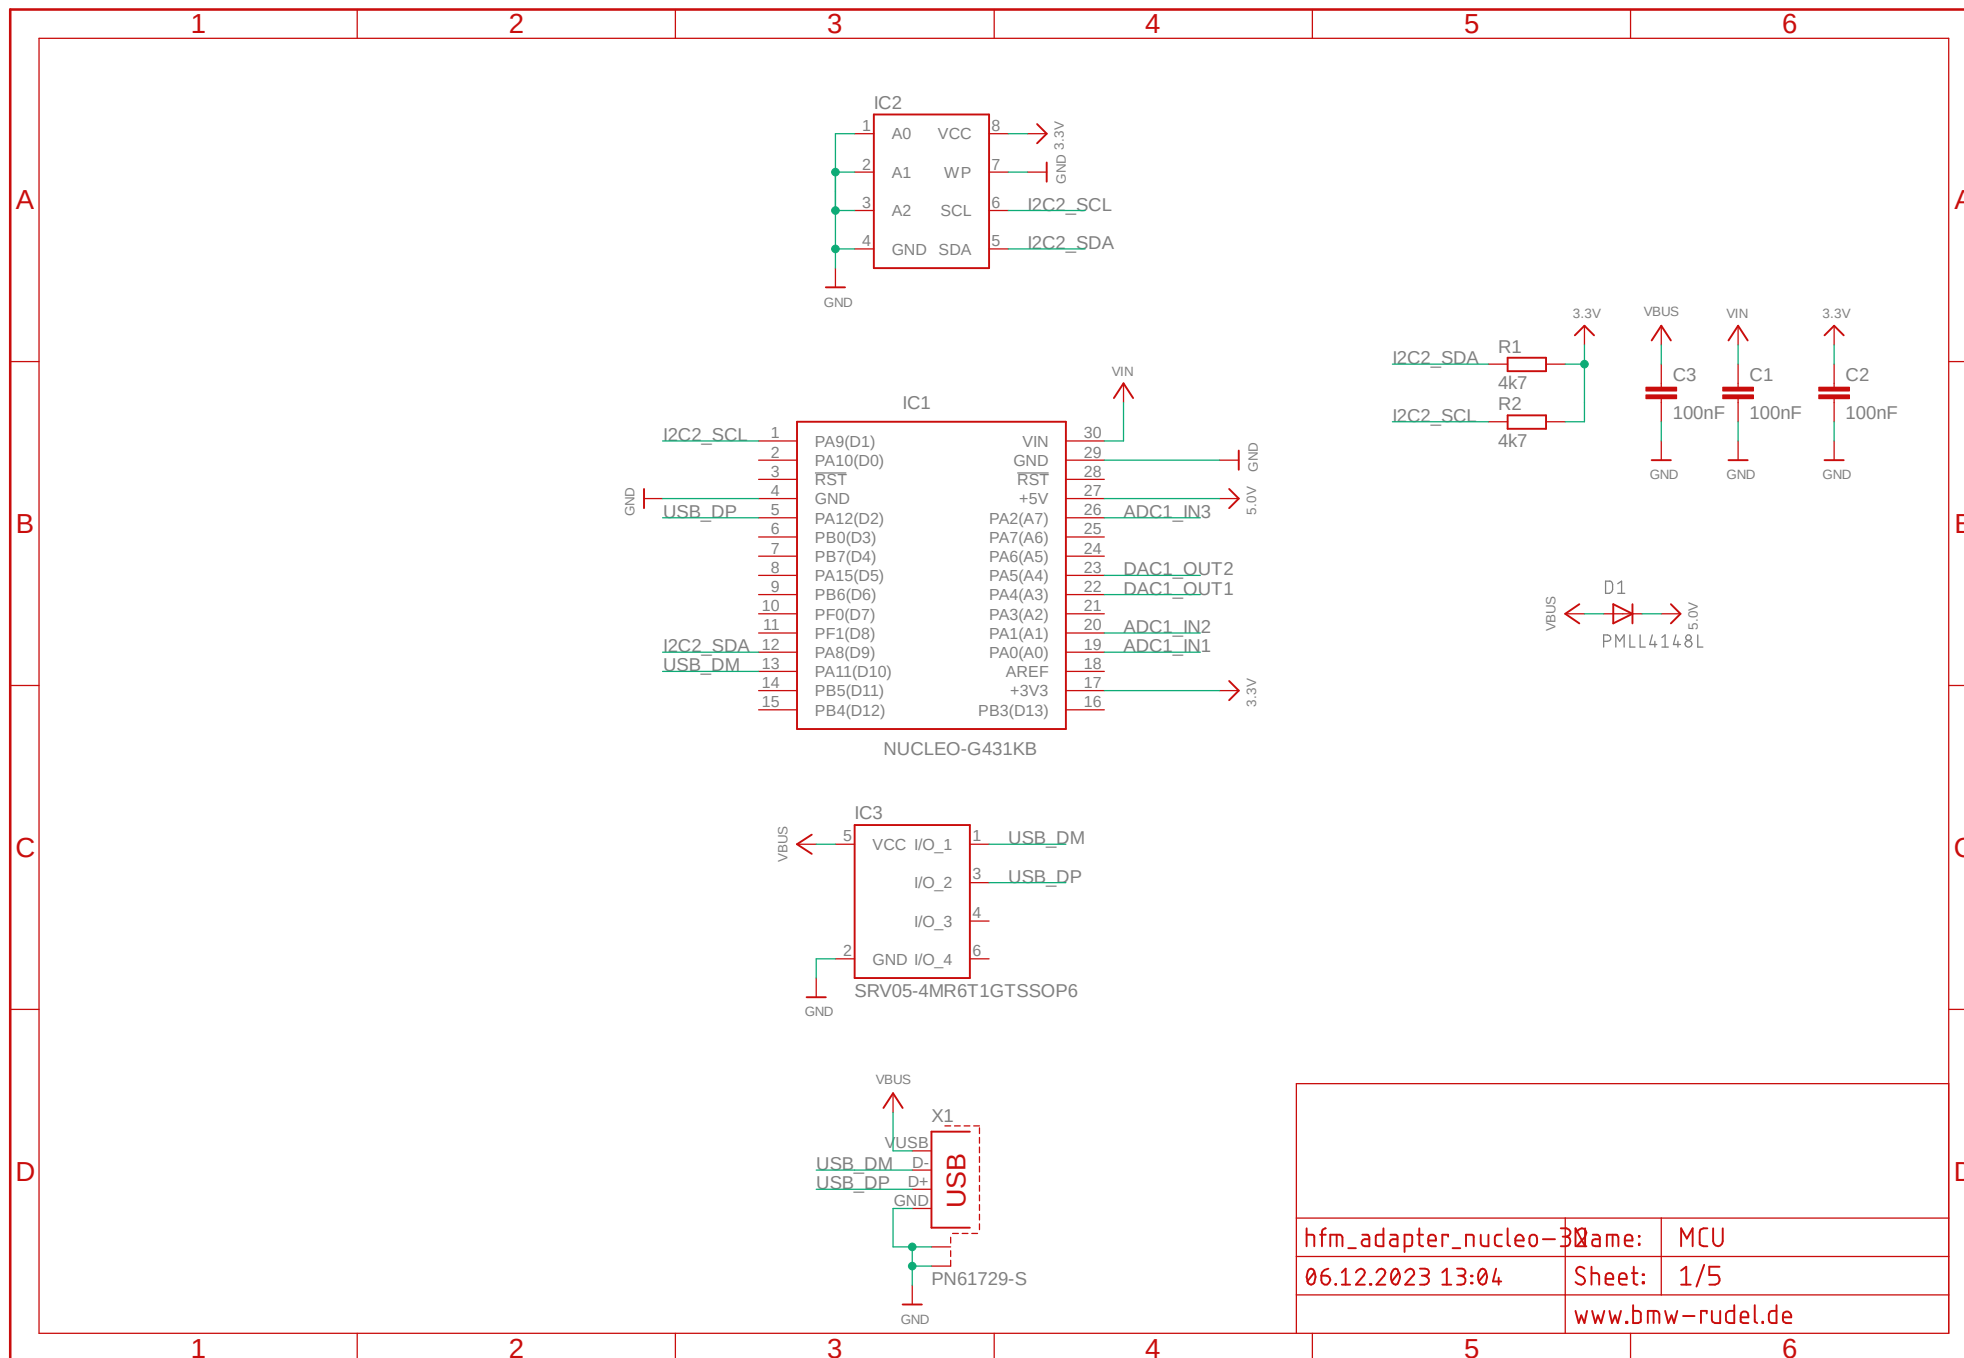 1 2 3 4 5 6
A
B
C
D
IC2
1 A0 VCC 8 3.3V
2 A1 WP 7 GND
3 A2 SCL 6 I2C2_SCL
4 GND SDA 5 I2C2_SDA
GND
IC1
VIN
I2C2_SCL 1 PA9(D1) VIN 30
2 PA10(D0) GND 29 GND
3 RST RST 28
GND 4 GND +5V 27 5.0V
USB_DP 5 PA12(D2) PA2(A7) 26 ADC1_IN3
6 PB0(D3) PA7(A6) 25
7 PB7(D4) PA6(A5) 24
8 PA15(D5) PA5(A4) 23 DAC1_OUT2
9 PB6(D6) PA4(A3) 22 DAC1_OUT1
10 PF0(D7) PA3(A2) 21
11 PF1(D8) PA1(A1) 20 ADC1_IN2
I2C2_SDA 12 PA8(D9) PA0(A0) 19 ADC1_IN1
USB_DM 13 PA11(D10) AREF 18
14 PB5(D11) +3V3 17 3.3V
15 PB4(D12) PB3(D13) 16
NUCLEO-G431KB
3.3V VBUS VIN 3.3V
I2C2_SDA R1 4k7
I2C2_SCL R2 4k7
C3 C1 C2
100nF 100nF 100nF
GND GND GND
D1
VBUS 5.0V
PMLL4148L
IC3
VBUS 5 VCC I/O_1 1 USB_DM
I/O_2 3 USB_DP
I/O_3 4
2 GND I/O_4 6
GND
SRV05-4MR6T1GTSSOP6
VBUS
X1
VUSB
USB_DM D-
USB_DP D+
GND
USB
PN61729-S
GND
hfm_adapter_nucleo-32 Name: MCU
06.12.2023 13:04 Sheet: 1/5
www.bmw-rudel.de
A
B
C
D
1 2 3 4 5 6